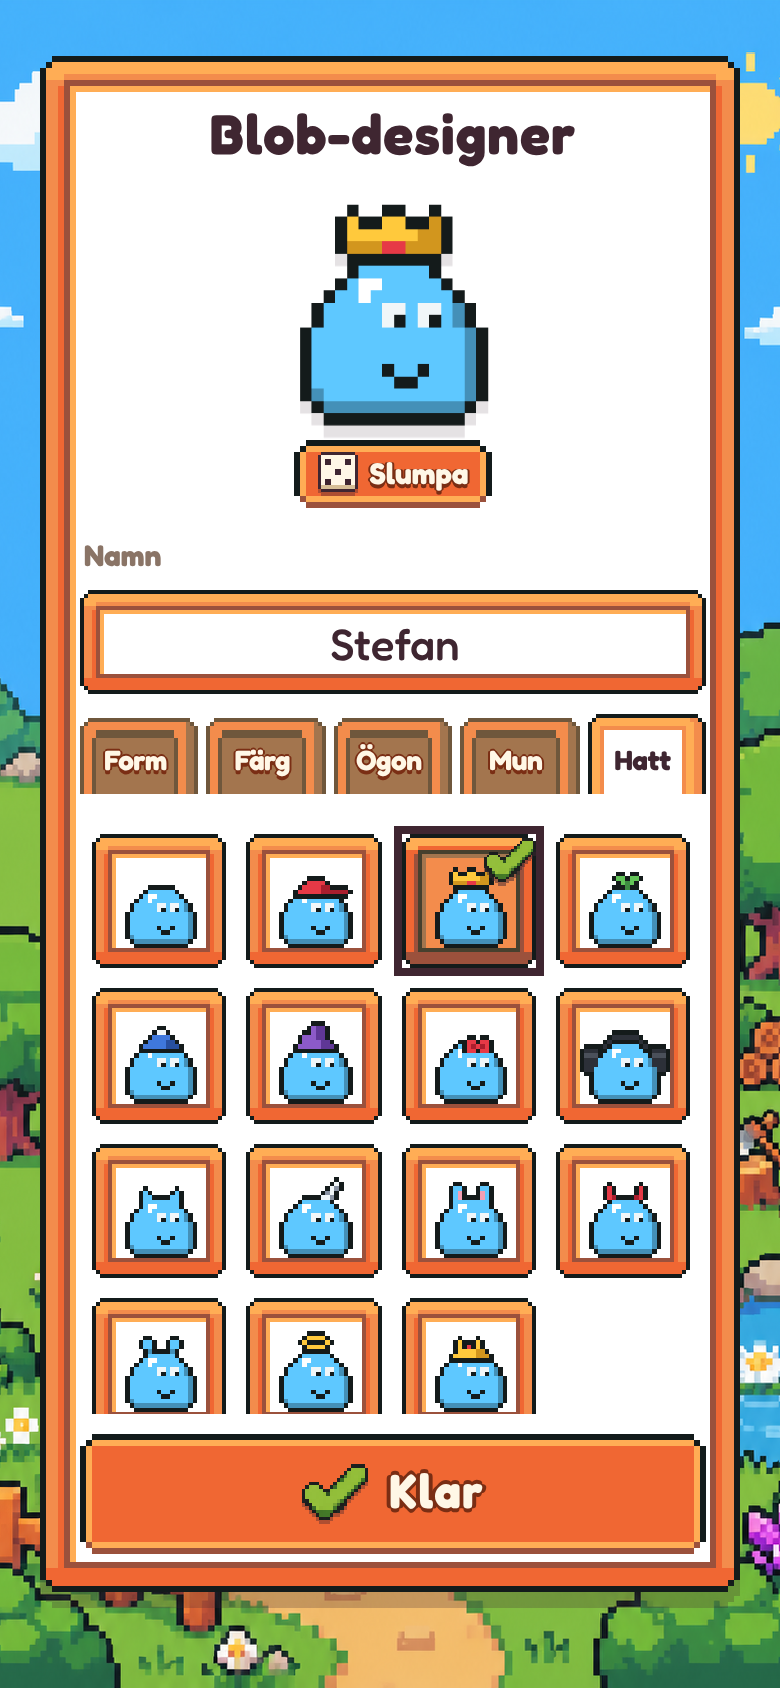 Blob-designer
Slumpa
Namn
Stefan
Form Färg Ögon Mun Hatt
Klar